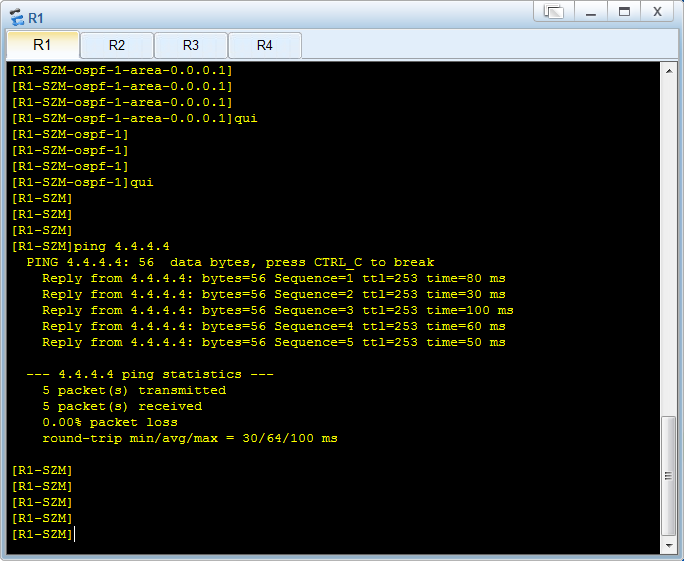 R1
R1 R2 R3 R4
[R1-SZM-ospf-1-area-0.0.0.1]
[R1-SZM-ospf-1-area-0.0.0.1]
[R1-SZM-ospf-1-area-0.0.0.1]
[R1-SZM-ospf-1-area-0.0.0.1]qui
[R1-SZM-ospf-1]
[R1-SZM-ospf-1]
[R1-SZM-ospf-1]
[R1-SZM-ospf-1]qui
[R1-SZM]
[R1-SZM]
[R1-SZM]
[R1-SZM]ping 4.4.4.4
  PING 4.4.4.4: 56  data bytes, press CTRL_C to break
    Reply from 4.4.4.4: bytes=56 Sequence=1 ttl=253 time=80 ms
    Reply from 4.4.4.4: bytes=56 Sequence=2 ttl=253 time=30 ms
    Reply from 4.4.4.4: bytes=56 Sequence=3 ttl=253 time=100 ms
    Reply from 4.4.4.4: bytes=56 Sequence=4 ttl=253 time=60 ms
    Reply from 4.4.4.4: bytes=56 Sequence=5 ttl=253 time=50 ms

  --- 4.4.4.4 ping statistics ---
    5 packet(s) transmitted
    5 packet(s) received
    0.00% packet loss
    round-trip min/avg/max = 30/64/100 ms

[R1-SZM]
[R1-SZM]
[R1-SZM]
[R1-SZM]
[R1-SZM]